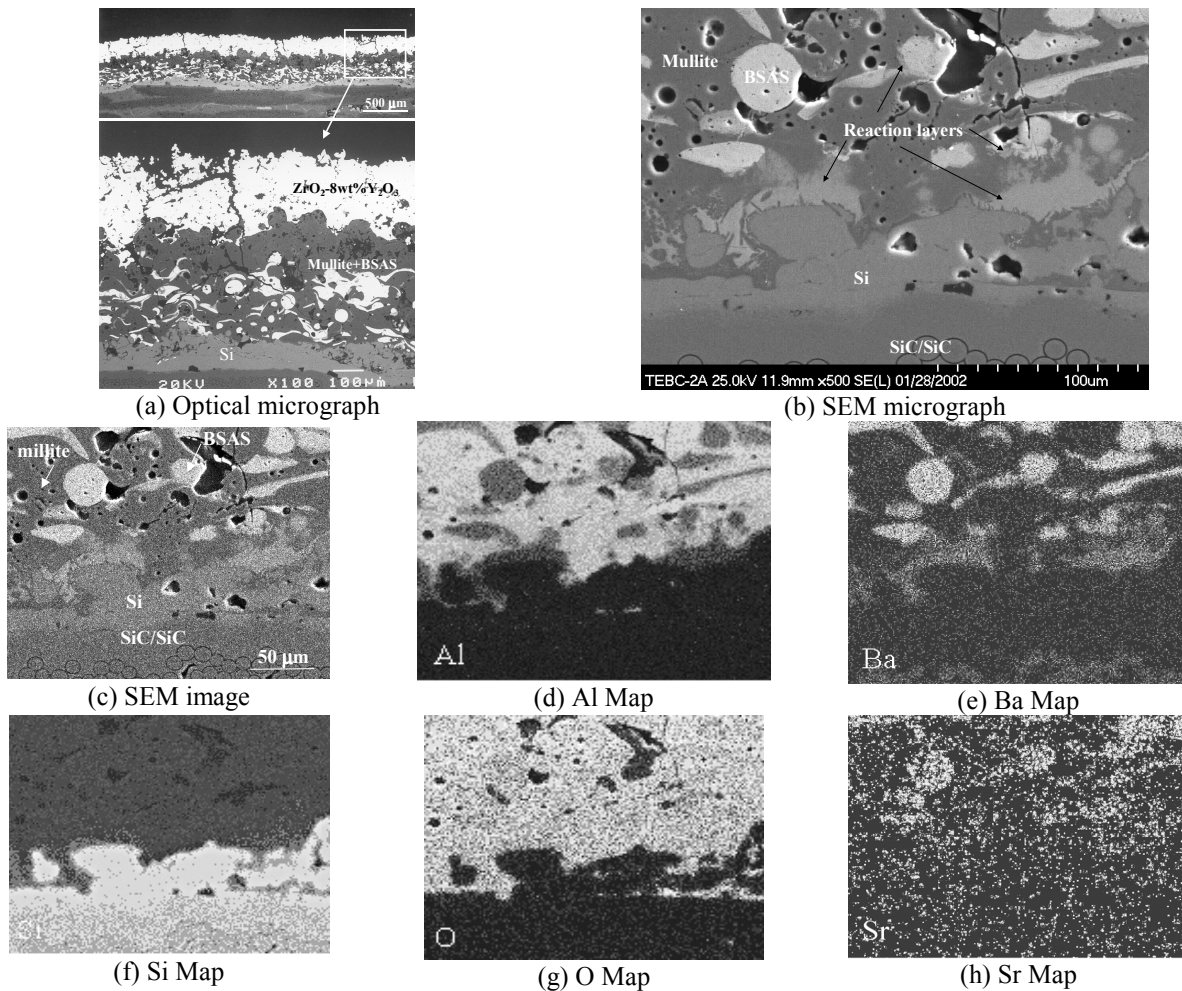 500 µm
ZrO₂-8wt%Y₂O₃
Mullite+BSAS
Si
20KV X100 100µm
(a) Optical micrograph
Mullite
BSAS
Reaction layers
Si
SiC/SiC
TEBC-2A 25.0kV 11.9mm x500 SE(L) 01/28/2002 100um
(b) SEM micrograph
BSAS
millite
Si
SiC/SiC
50 µm
(c) SEM image
Al
(d) Al Map
Ba
(e) Ba Map
Si
(f) Si Map
O
(g) O Map
Sr
(h) Sr Map